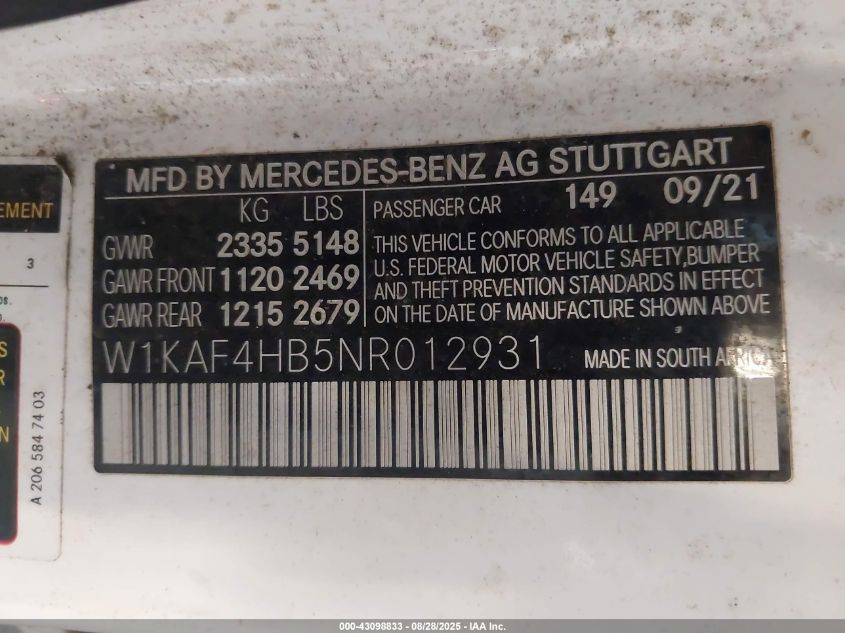 MFD BY MERCEDES-BENZ AG STUTTGART
KG LBS
PASSENGER CAR 149 09/21
GVWR 2335 5148
GAWR FRONT 1120 2469
GAWR REAR 1215 2679
THIS VEHICLE CONFORMS TO ALL APPLICABLE
U.S. FEDERAL MOTOR VEHICLE SAFETY,BUMPER
AND THEFT PREVENTION STANDARDS IN EFFECT
ON THE DATE OF MANUFACTURE SHOWN ABOVE
W1KAF4HB5NR012931
MADE IN SOUTH AFRICA
3
A 206 584 74 03
000-43098833 - 08/28/2025 - IAA Inc.